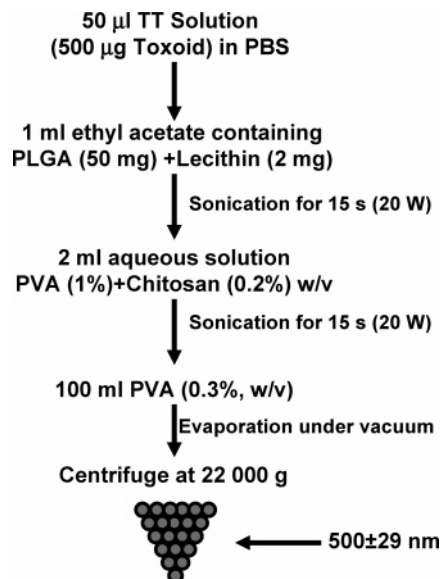 50 µl TT Solution
(500 µg Toxoid) in PBS
1 ml ethyl acetate containing
PLGA (50 mg) +Lecithin (2 mg)
Sonication for 15 s (20 W)
2 ml aqueous solution
PVA (1%)+Chitosan (0.2%) w/v
Sonication for 15 s (20 W)
100 ml PVA (0.3%, w/v)
Evaporation under vacuum
Centrifuge at 22 000 g
500±29 nm